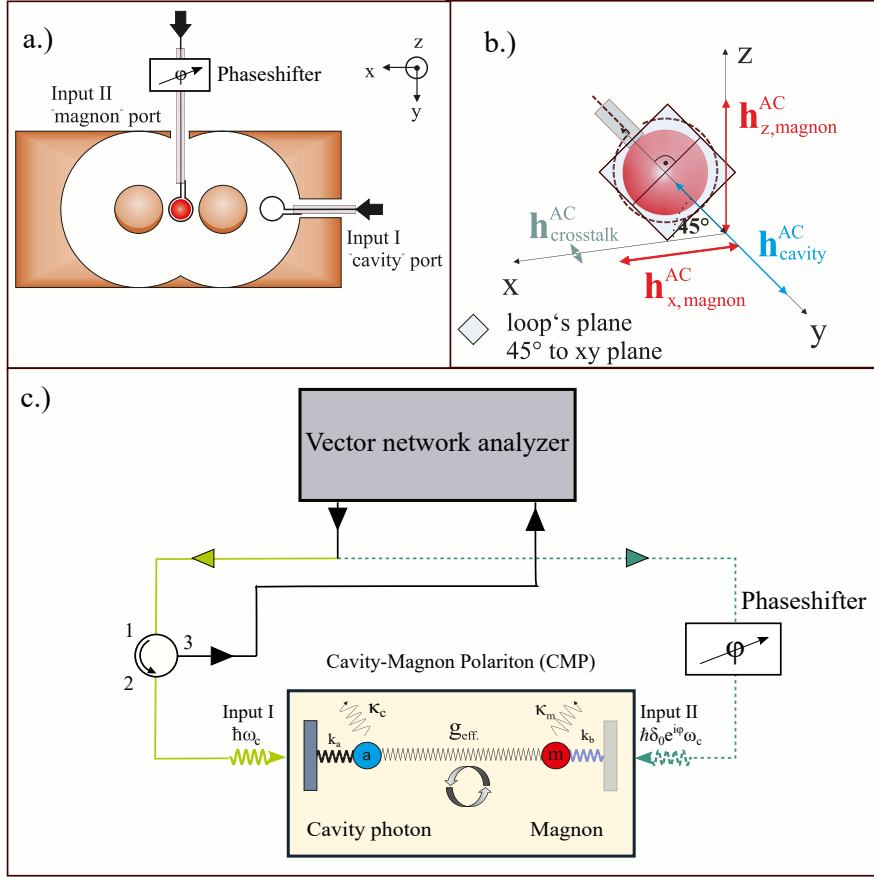 a.)
z
x
y
φ
Phaseshifter
Input II
"magnon" port
Input I
"cavity" port
b.)
z
h^AC_z,magnon
45°
h^AC_crosstalk
h^AC_cavity
x
h^AC_x,magnon
y
loop‘s plane
45° to xy plane
c.)
Vector network analyzer
1
3
2
Phaseshifter
φ
Cavity-Magnon Polariton (CMP)
Input I
ħω_c
κ_c
k_a
a
g_eff.
κ_m
k_b
m
Input II
ħδ₀e^iφω_c
Cavity photon
Magnon